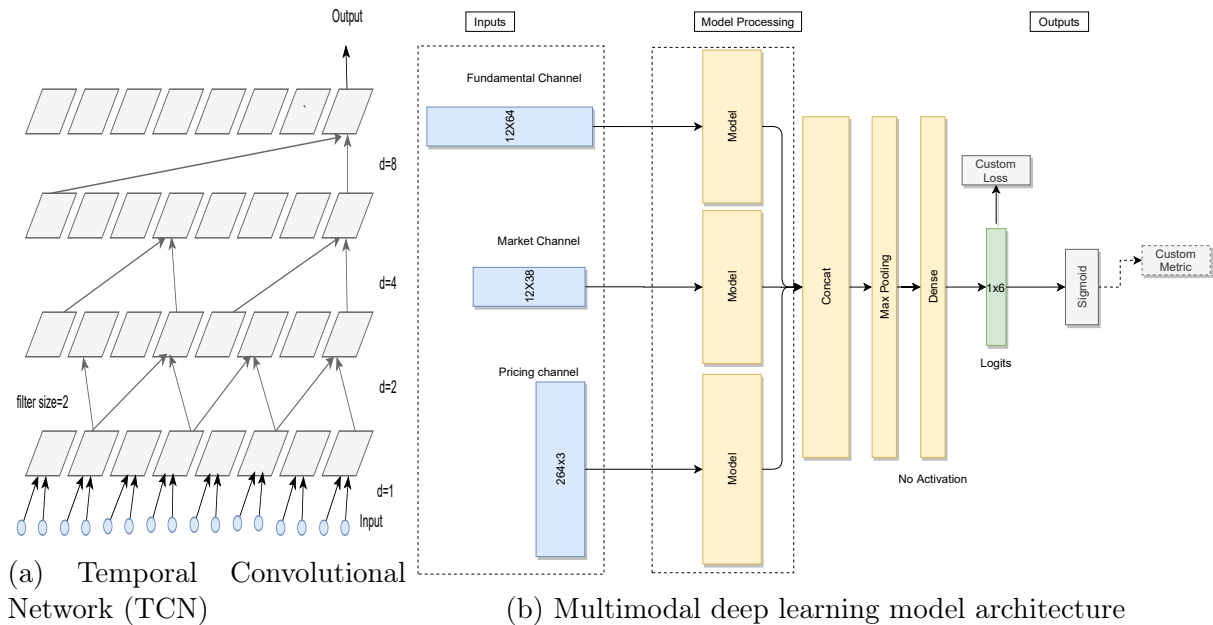 Output
d=8
d=4
d=2
filter size=2
d=1
Input
(a) Temporal Convolutional
Network (TCN)
Inputs
Model Processing
Outputs
Fundamental Channel
12X64
Model
Market Channel
12X38
Model
Pricing channel
264x3
Model
Concat
Max Pooling
Dense
No Activation
Custom
Loss
1x6
Logits
Sigmoid
Custom
Metric
(b) Multimodal deep learning model architecture